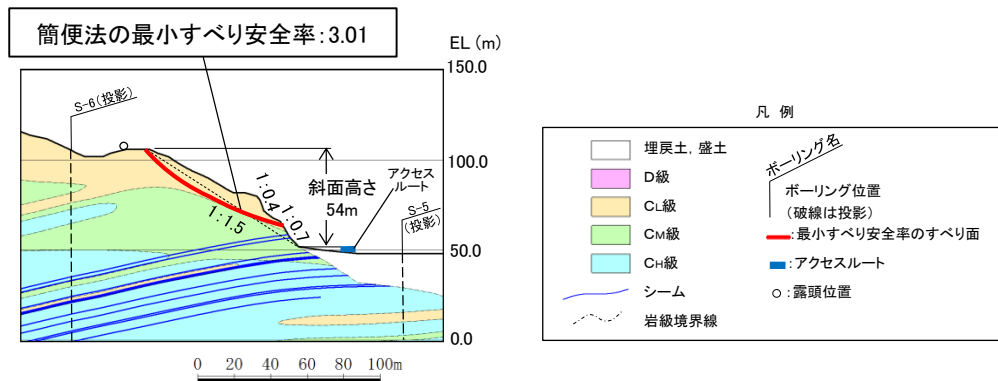 簡便法の最小すべり安全率:3.01
EL (m)
150.0
S-6(投影)
100.0
斜面高さ
54m
アクセス
ルート
1:0.4
1:0.7
1:1.5
S-5
(投影)
50.0
0.0
0 20 40 60 80 100m
凡 例
埋戻土, 盛土
D級
CL級
CM級
CH級
シーム
岩級境界線
ボーリング名
ボーリング位置
(破線は投影)
:最小すべり安全率のすべり面
:アクセスルート
:露頭位置